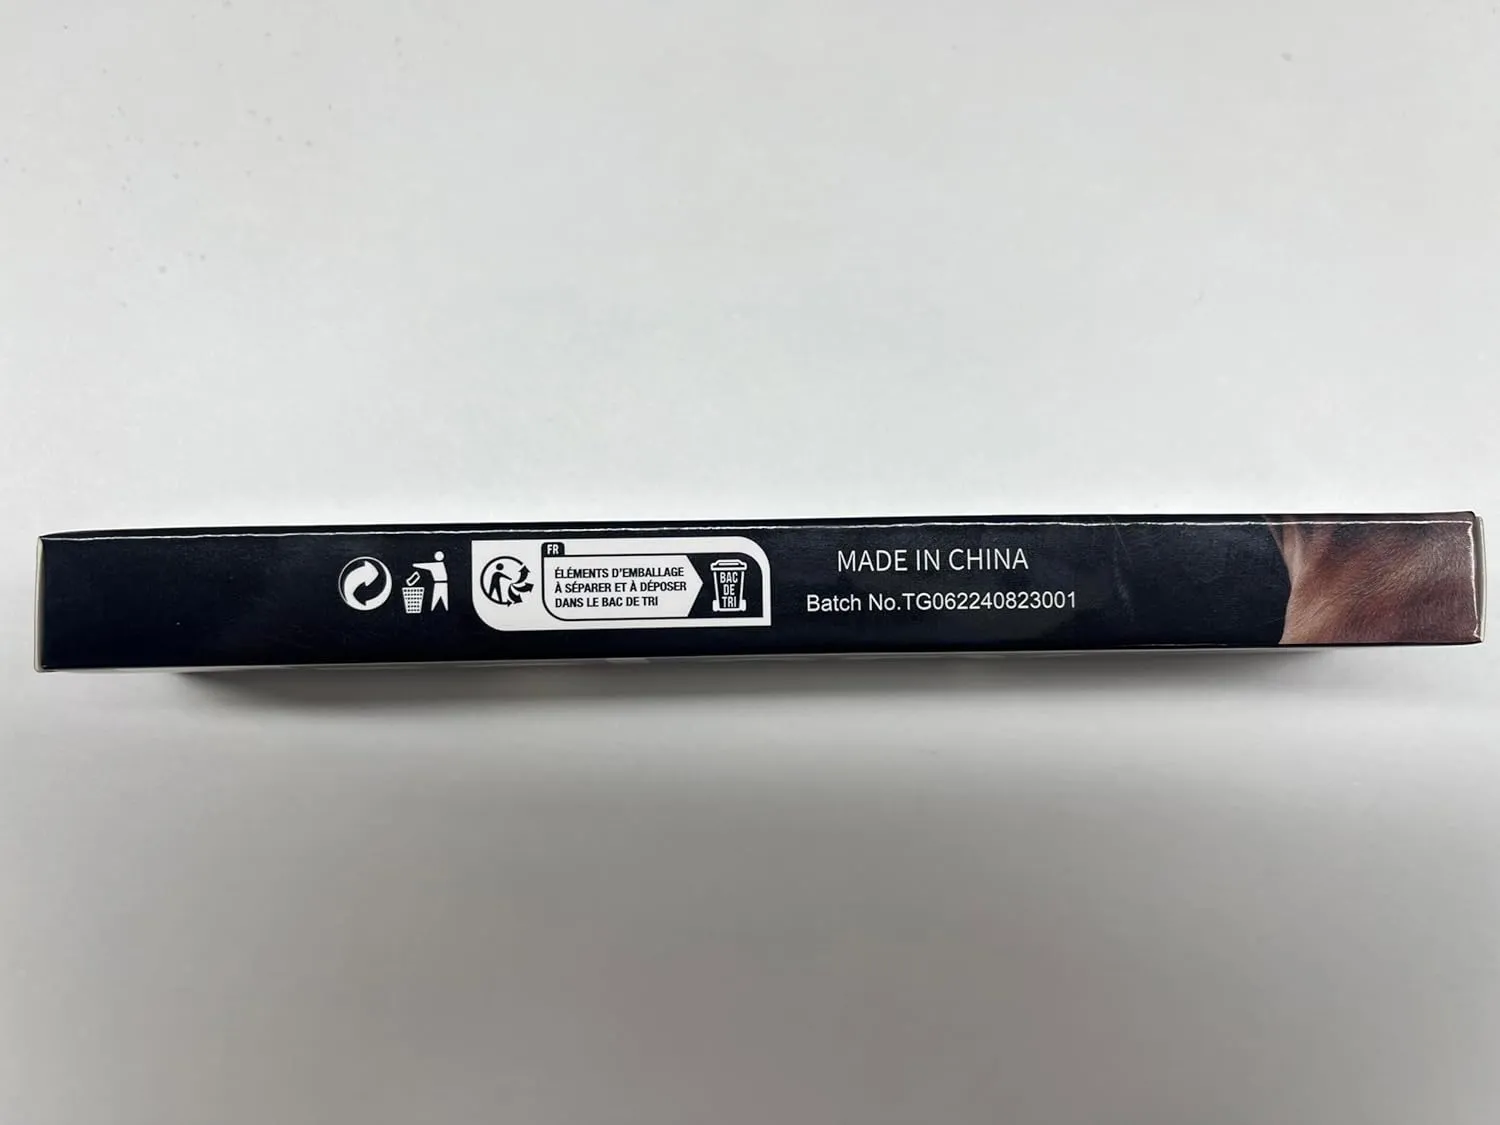 FR
ÉLÉMENTS D'EMBALLAGE
À SÉPARER ET À DÉPOSER
DANS LE BAC DE TRI
BAC
DE
TRI
MADE IN CHINA
Batch No.TG062240823001